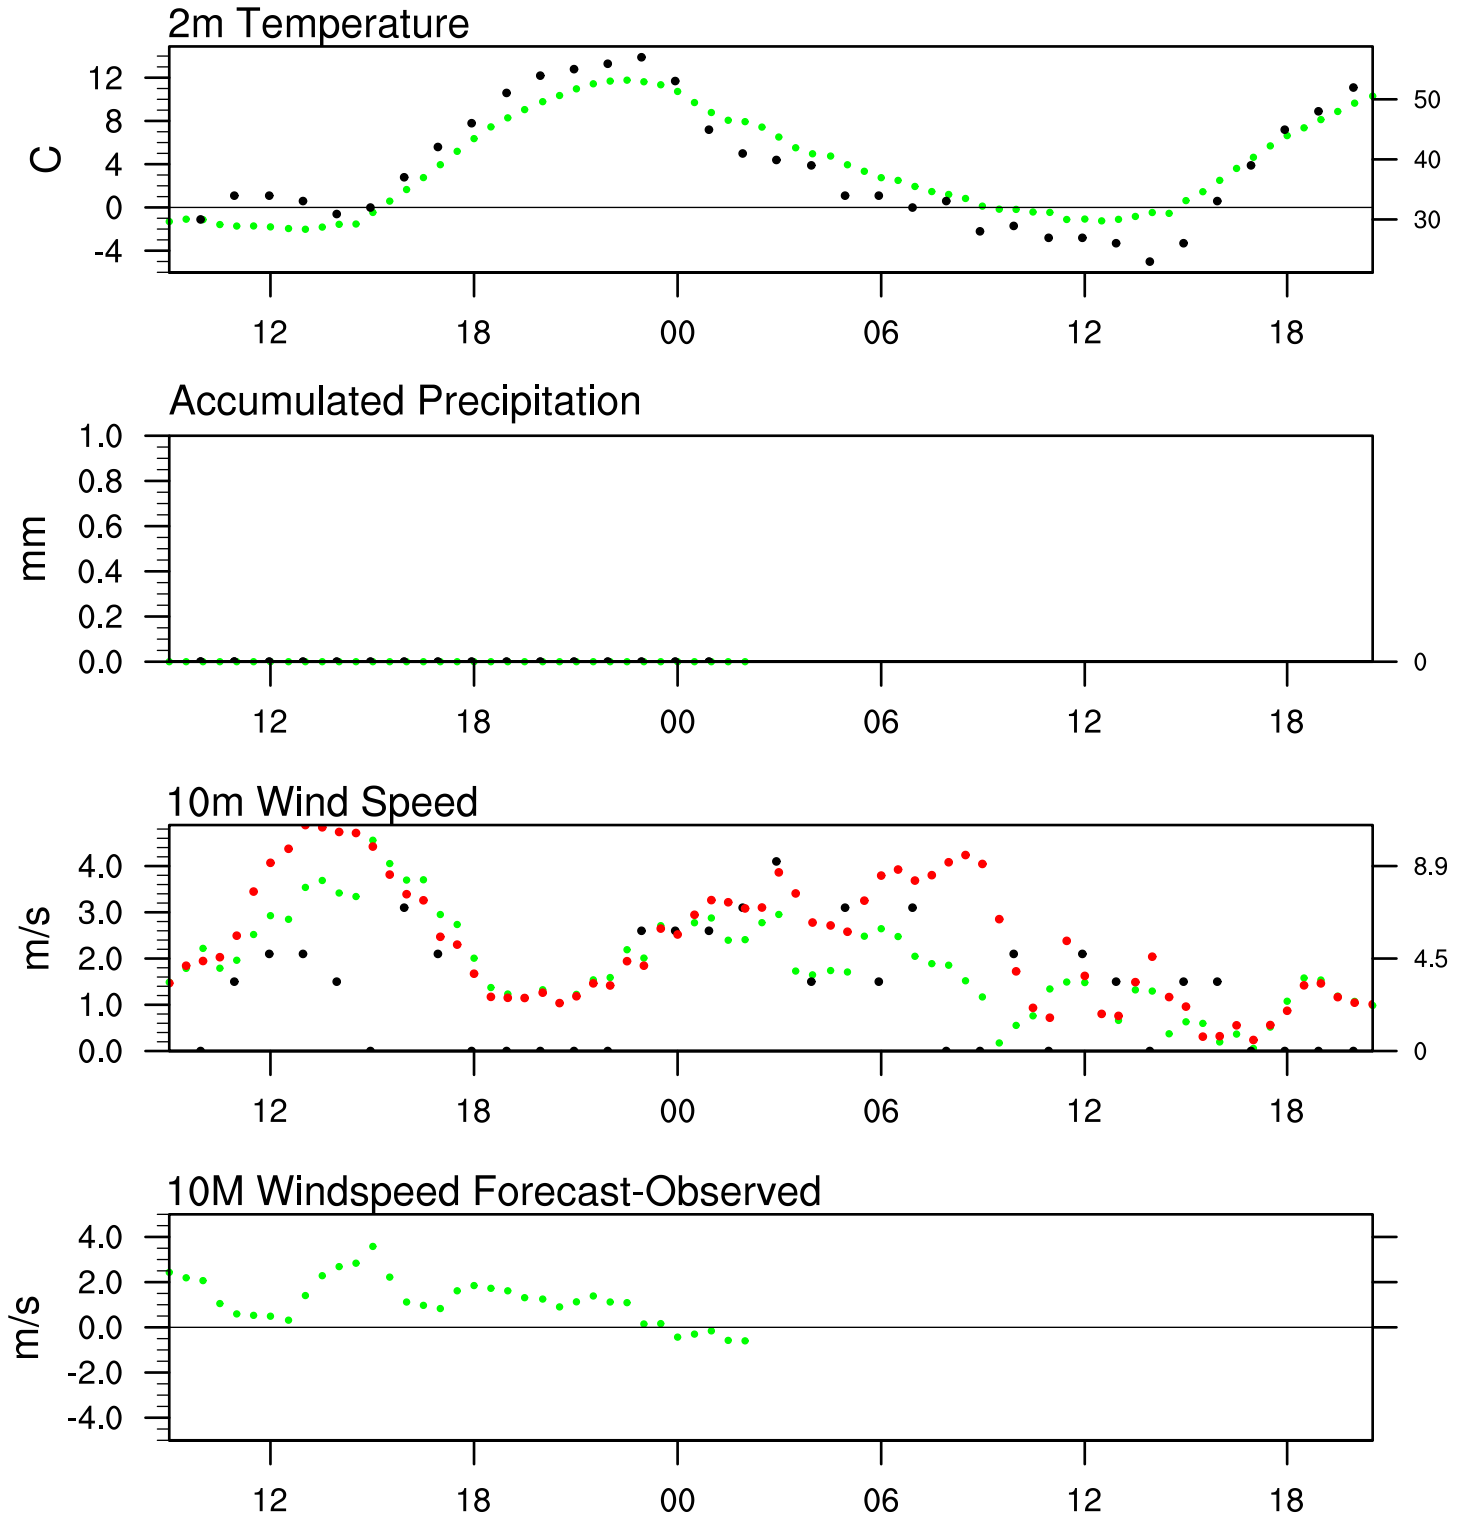 2m Temperature
12
8
4
0
-4
C
50
40
30
12 18 00 06 12 18
Accumulated Precipitation
1.0
0.8
0.6
0.4
0.2
0.0
mm
0
12 18 00 06 12 18
10m Wind Speed
4.0
3.0
2.0
1.0
0.0
m/s
8.9
4.5
0
12 18 00 06 12 18
10M Windspeed Forecast-Observed
4.0
2.0
0.0
-2.0
-4.0
m/s
12 18 00 06 12 18